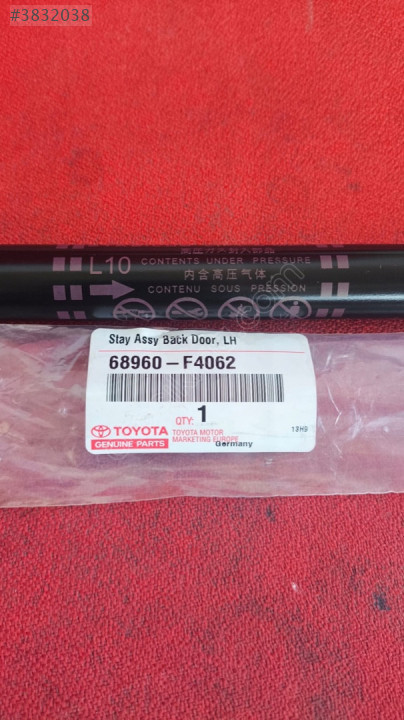 #3832038
L10
CONTENTS UNDER PRESSURE
内含高压气体
CONTENU SOUS PRESSION
Stay Assy Back Door, LH
68960-F4062
QTY: 1
TOYOTA
GENUINE PARTS
TOYOTA MOTOR
MARKETING EUROPE
Germany
13H9